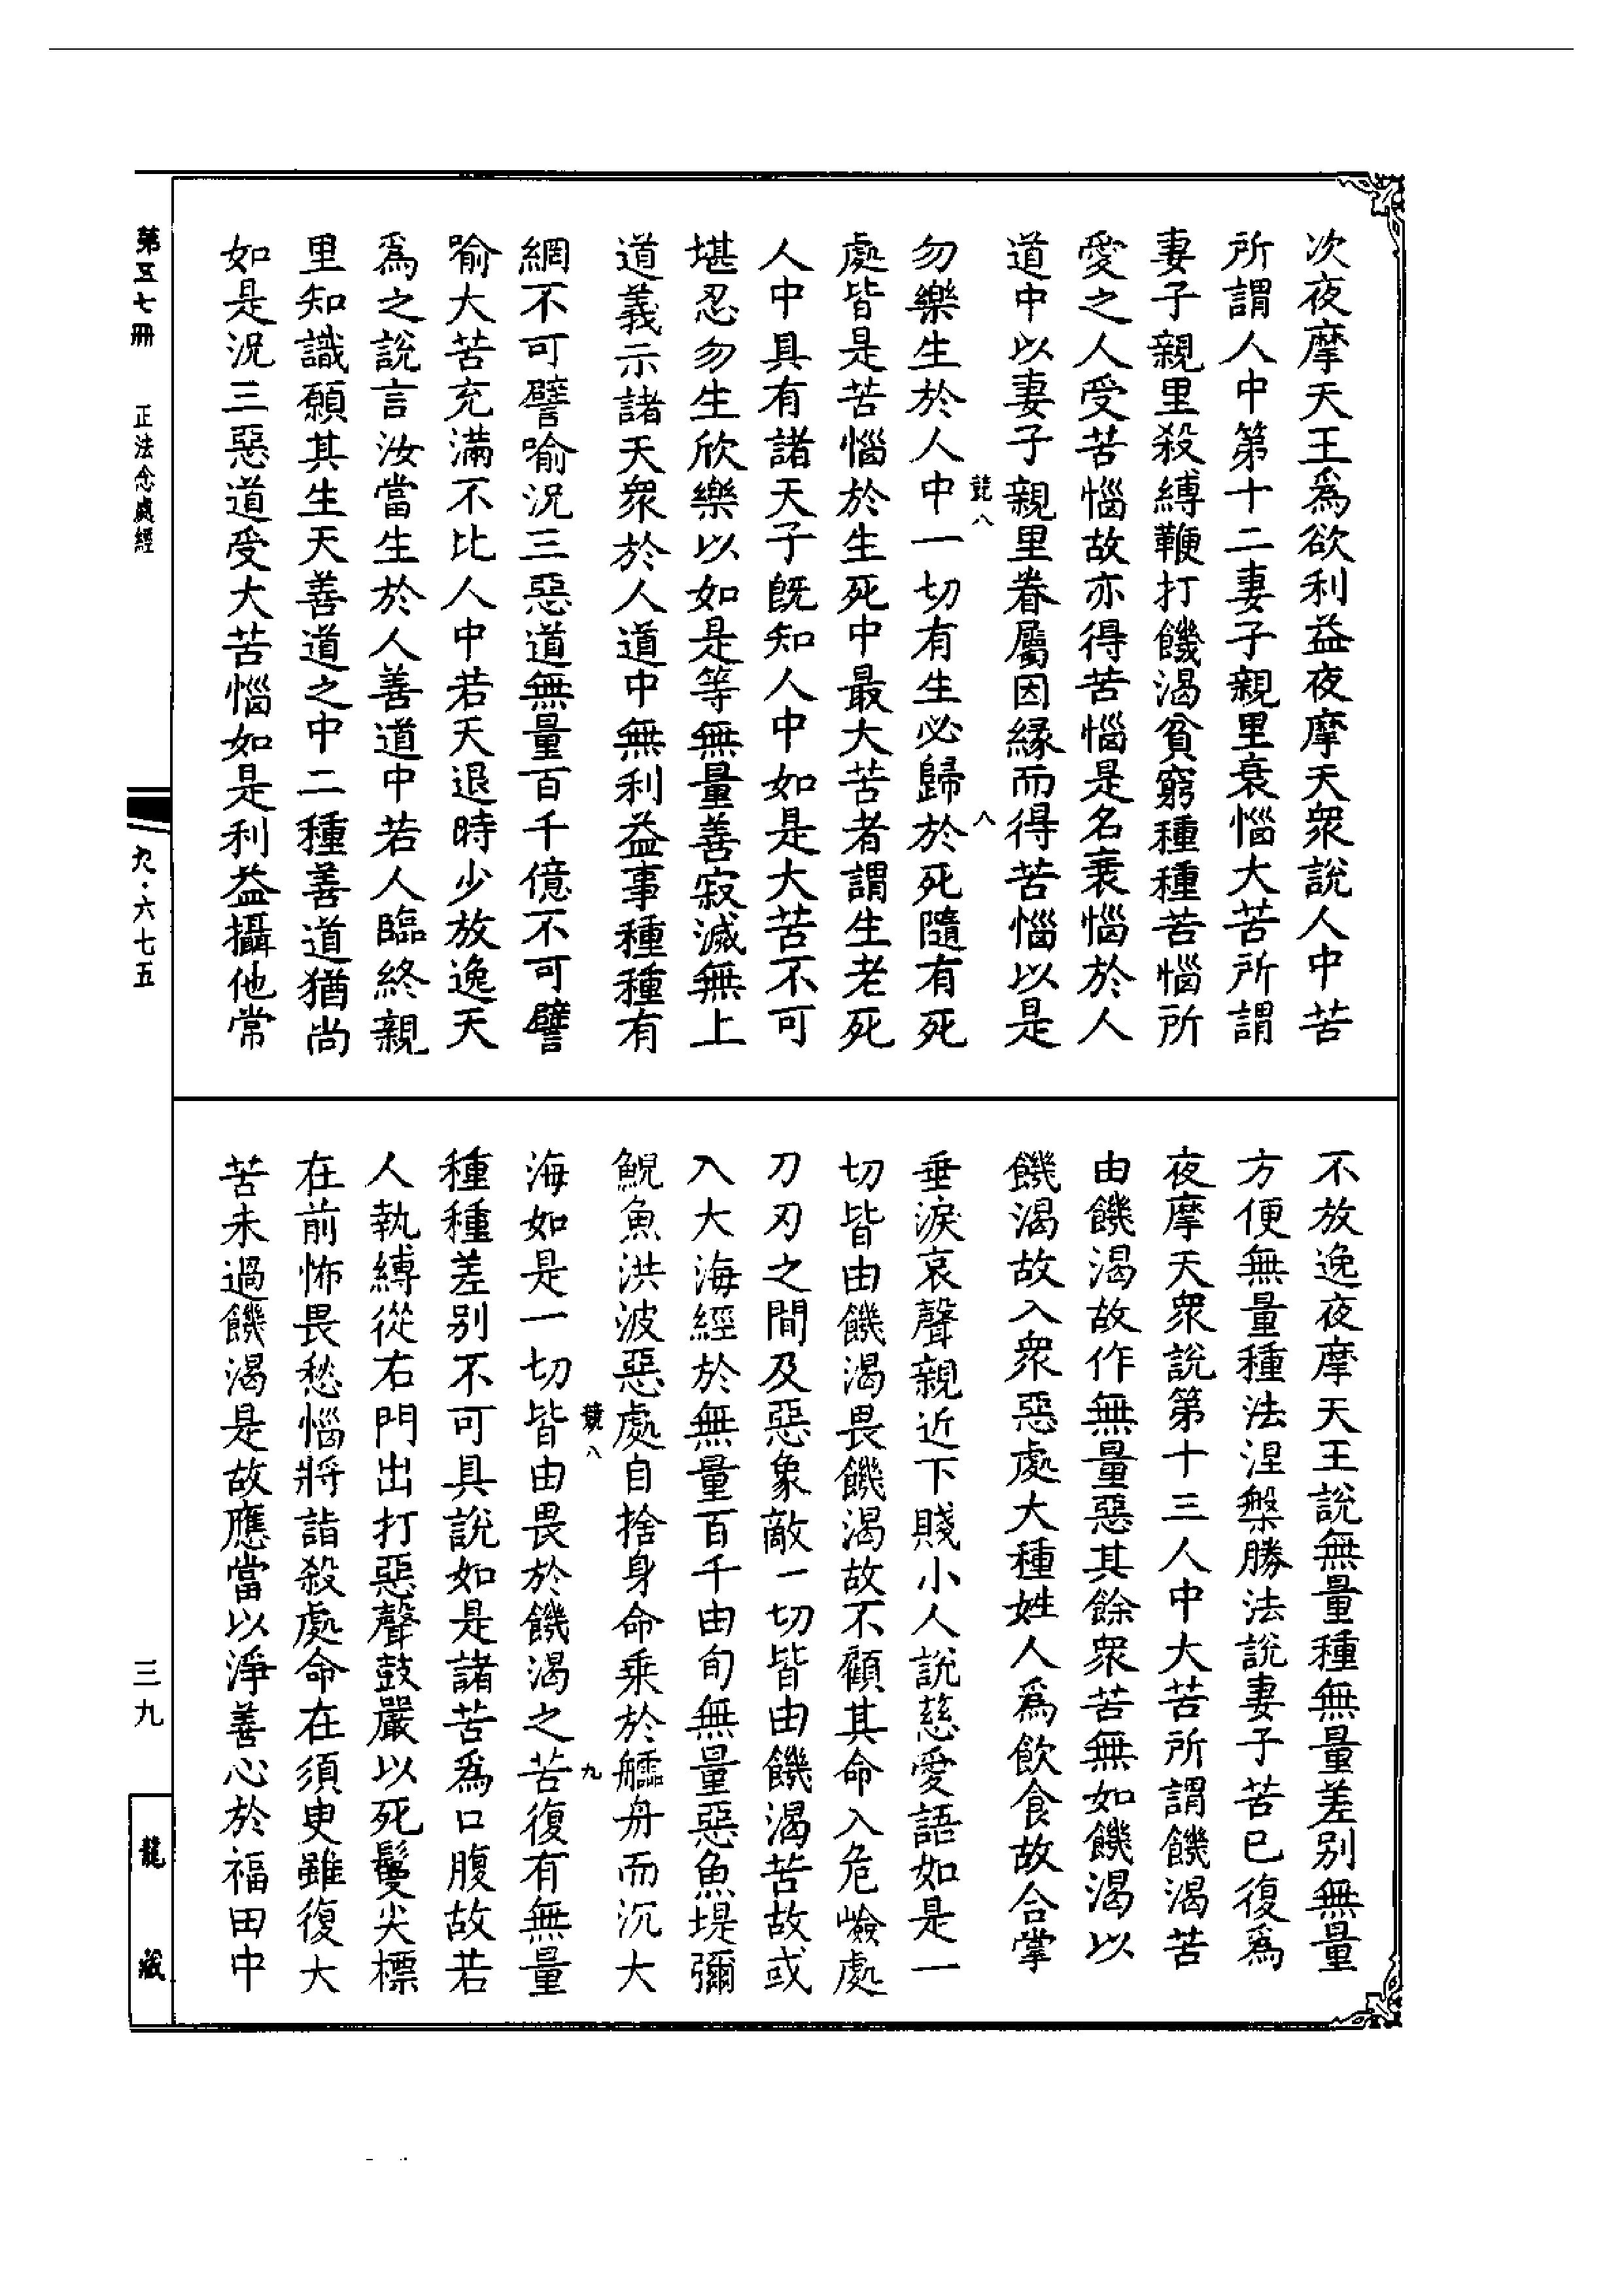 次夜摩天王爲欲利益夜摩天衆說人中苦
所謂人中第十二妻子親里衰惱大苦所謂
妻子親里殺縛鞭打饑渴貧窮種種苦惱所
愛之人受苦惱故亦得苦惱是名衰惱於人
道中以妻子親里眷屬因緣而得苦惱以是
競八 八
勿樂生於人中一切有生必歸於死隨有死
處皆是苦惱於生死中最大苦者謂生老死
人中具有諸天子旣知人中如是大苦不可
堪忍勿生欣樂以如是等無量善寂滅無上
道義示諸天衆於人道中無利益事種種有
網不可譬喻況三惡道無量百千億不可譬
喻大苦充滿不比人中若天退時少放逸天
爲之說言汝當生於人善道中若人臨終親
里知識願其生天善道之中二種善道猶尚
如是況三惡道受大苦惱如是利益攝他常
不放逸夜摩天王說無量種無量差别無量
方便無量種法涅槃勝法說妻子苦已復爲
夜摩天衆說第十三人中大苦所謂饑渴苦
由饑渴故作無量惡其餘衆苦無如饑渴以
饑渴故入衆惡處大種姓人爲飲食故合掌
垂淚哀聲親近下賤小人說慈愛語如是一
切皆由饑渴畏饑渴故不顧其命入危嶮處
刀刃之間及惡象敵一切皆由饑渴苦故或
入大海經於無量百千由旬無量惡魚堤彌
鯢魚洪波惡處自捨身命乘於艫舟而沉大
競八 九
海如是一切皆由畏於饑渴之苦復有無量
種種差别不可具說如是諸苦爲口腹故若
人執縛從右門出打惡聲鼓嚴以死鬘尖標
在前怖畏愁惱將詣殺處命在須臾雖復大
苦未過饑渴是故應當以淨善心於福田中
第五七冊 正法念處經
九·六七五
三九
龍藏